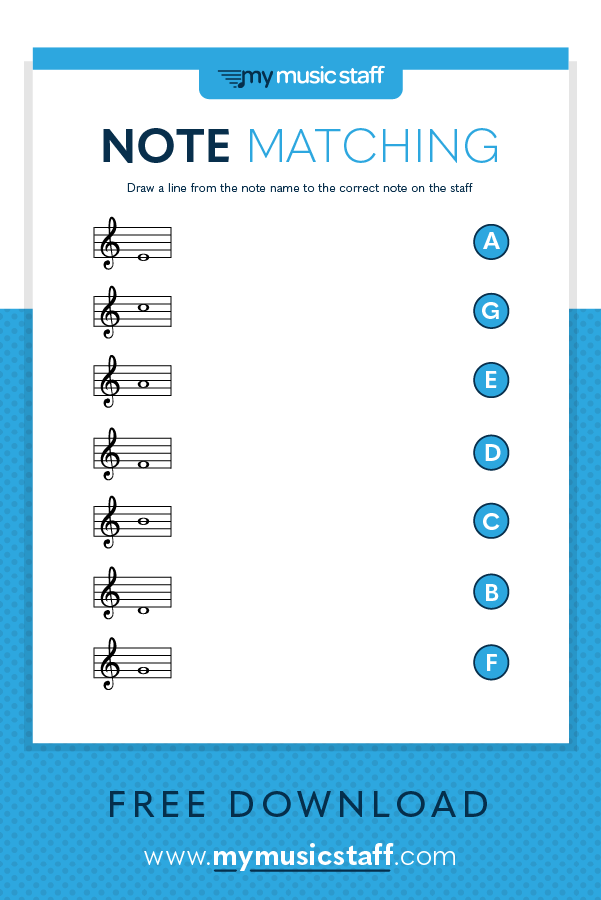 my music staff
NOTE MATCHING
Draw a line from the note name to the correct note on the staff
A
G
E
D
C
B
F
FREE DOWNLOAD
www.mymusicstaff.com